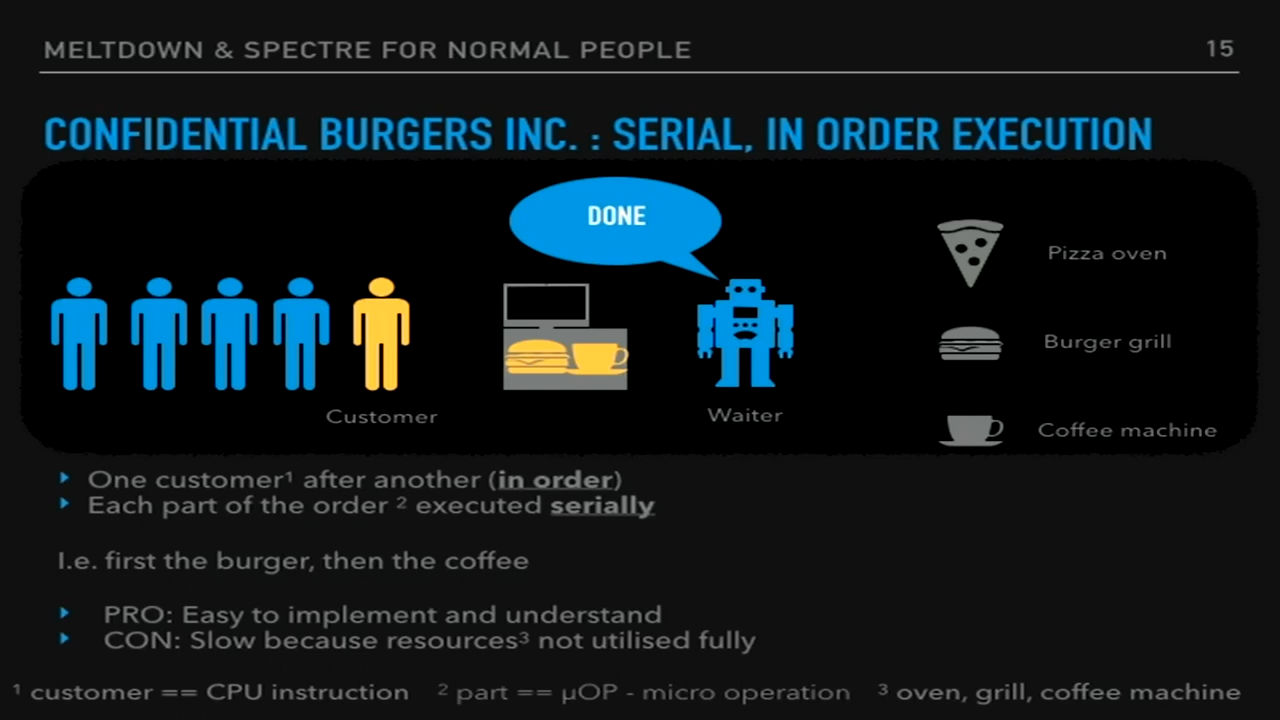 MELTDOWN & SPECTRE FOR NORMAL PEOPLE
15
CONFIDENTIAL BURGERS INC. : SERIAL, IN ORDER EXECUTION
DONE
Pizza oven
Burger grill
Customer
Waiter
Coffee machine
One customer¹ after another (in order)
Each part of the order ² executed serially
I.e. first the burger, then the coffee
PRO: Easy to implement and understand
CON: Slow because resources³ not utilised fully
¹ customer == CPU instruction ² part == µOP - micro operation ³ oven, grill, coffee machine